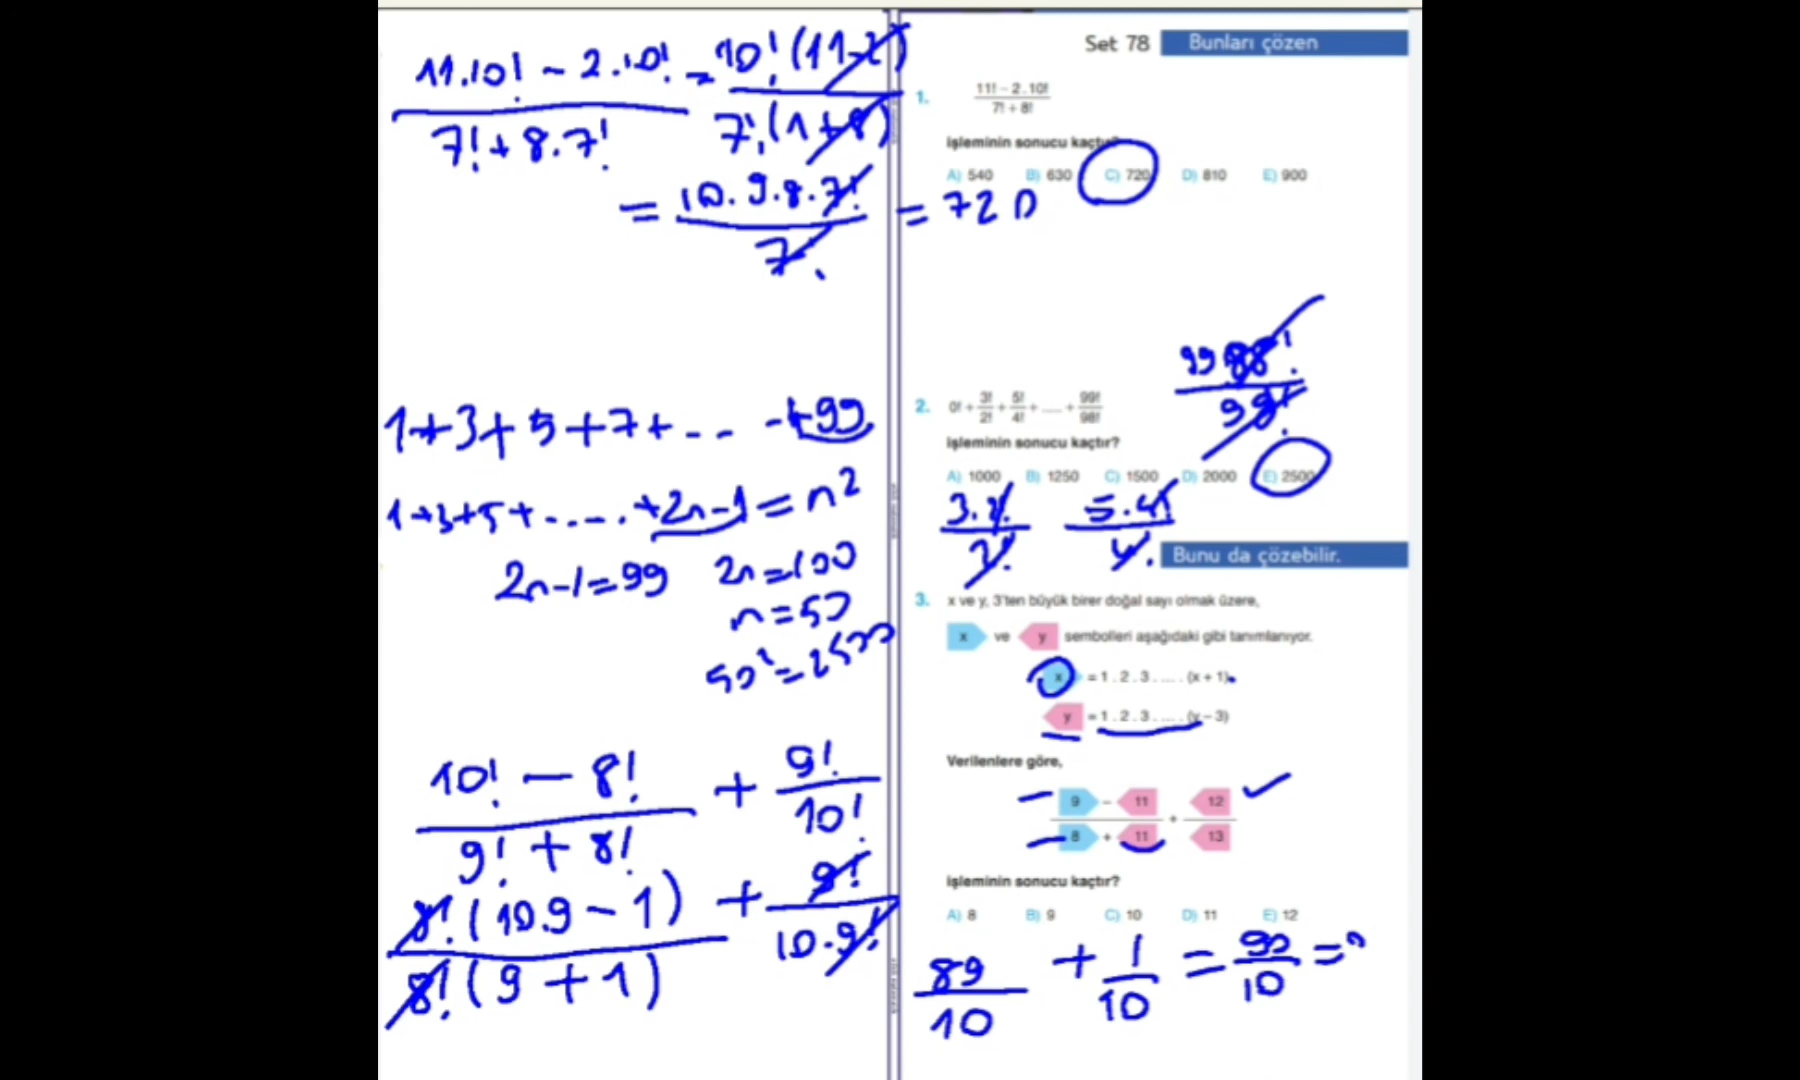 11.10! - 2.10! = 10! (11-2)
7! + 8.7! 7! (1+8)
= 10.9.8.7! = 720
7!
1+3+5+7+... +99
1+3+5+.....+2n-1 = n²
2n-1=99 2n=100
n=50
50²=2500
10! - 8! + 9!
9! + 8! 10!
8! (10.9 - 1) + 9!
8! (9 + 1) 10.9!
Set 78 Bunları çözen
1. 11! - 2 . 10!
7! + 8!
işleminin sonucu kaçtır?
A) 540 B) 630 C) 720 D) 810 E) 900
99 98!
98!
2. 0! + 3!/2! + 5!/4! + .... + 99!/98!
işleminin sonucu kaçtır?
A) 1000 B) 1250 C) 1500 D) 2000 E) 2500
3.2! 5.4!
2! 4!
Bunu da çözebilir.
3. x ve y, 3'ten büyük birer doğal sayı olmak üzere,
x ve y sembolleri aşağıdaki gibi tanımlanıyor.
x = 1 . 2 . 3 . .... . (x + 1)
y = 1 . 2 . 3 . .... . (y - 3)
Verilenlere göre,
9 - 11 12
+
8 + 11 13
işleminin sonucu kaçtır?
A) 8 B) 9 C) 10 D) 11 E) 12
89 + 1 = 90 = 9
10 10 10